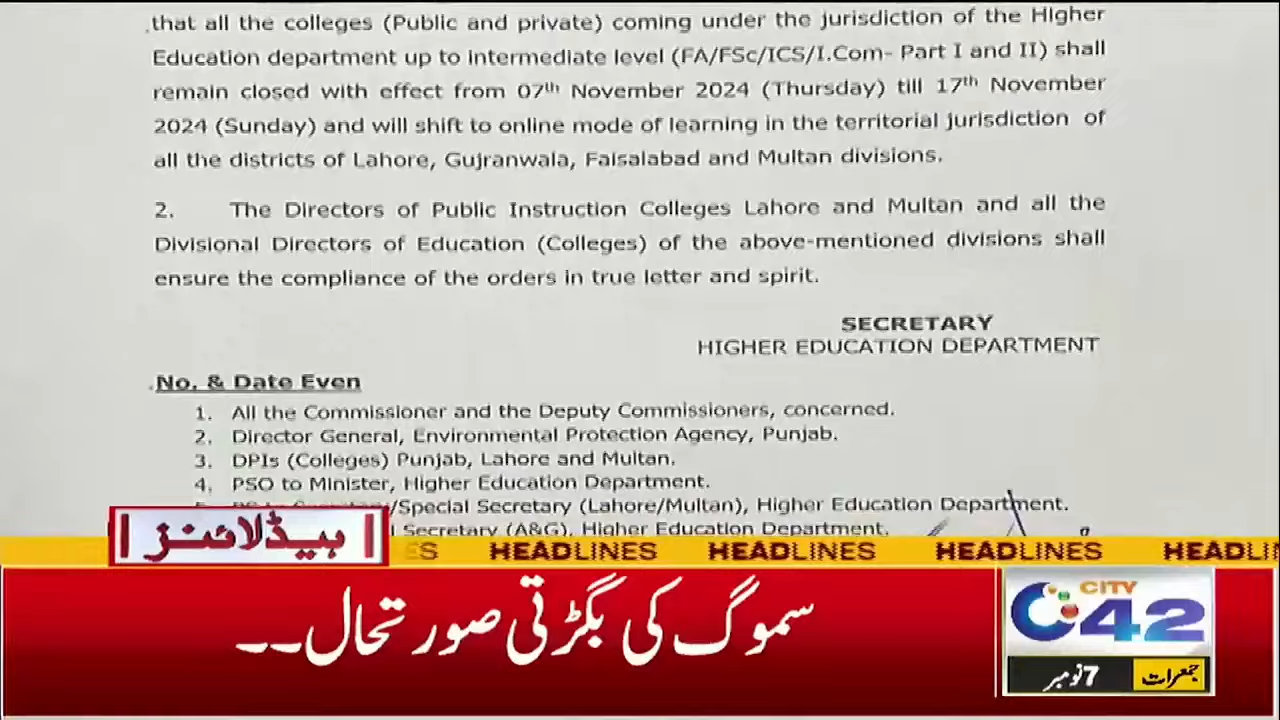 that all the colleges (Public and private) coming under the jurisdiction of the Higher
Education department up to intermediate level (FA/FSc/ICS/I.Com- Part I and II) shall
remain closed with effect from 07th November 2024 (Thursday) till 17th November
2024 (Sunday) and will shift to online mode of learning in the territorial jurisdiction of
all the districts of Lahore, Gujranwala, Faisalabad and Multan divisions.
2. The Directors of Public Instruction Colleges Lahore and Multan and all the
Divisional Directors of Education (Colleges) of the above-mentioned divisions shall
ensure the compliance of the orders in true letter and spirit.
SECRETARY
HIGHER EDUCATION DEPARTMENT
No. & Date Even
1. All the Commissioner and the Deputy Commissioners, concerned.
2. Director General, Environmental Protection Agency, Punjab.
3. DPIs (Colleges) Punjab, Lahore and Multan.
4. PSO to Minister, Higher Education Department.
/Special Secretary (Lahore/Multan), Higher Education Department.
Secretary (A&G), Higher Education Department.
ہیڈلائنز
ES HEADLINES HEADLINES HEADLINES HEADLI
سموگ کی بگڑتی صورتحال۔۔
CITY
42
جمعرات 7 نومبر